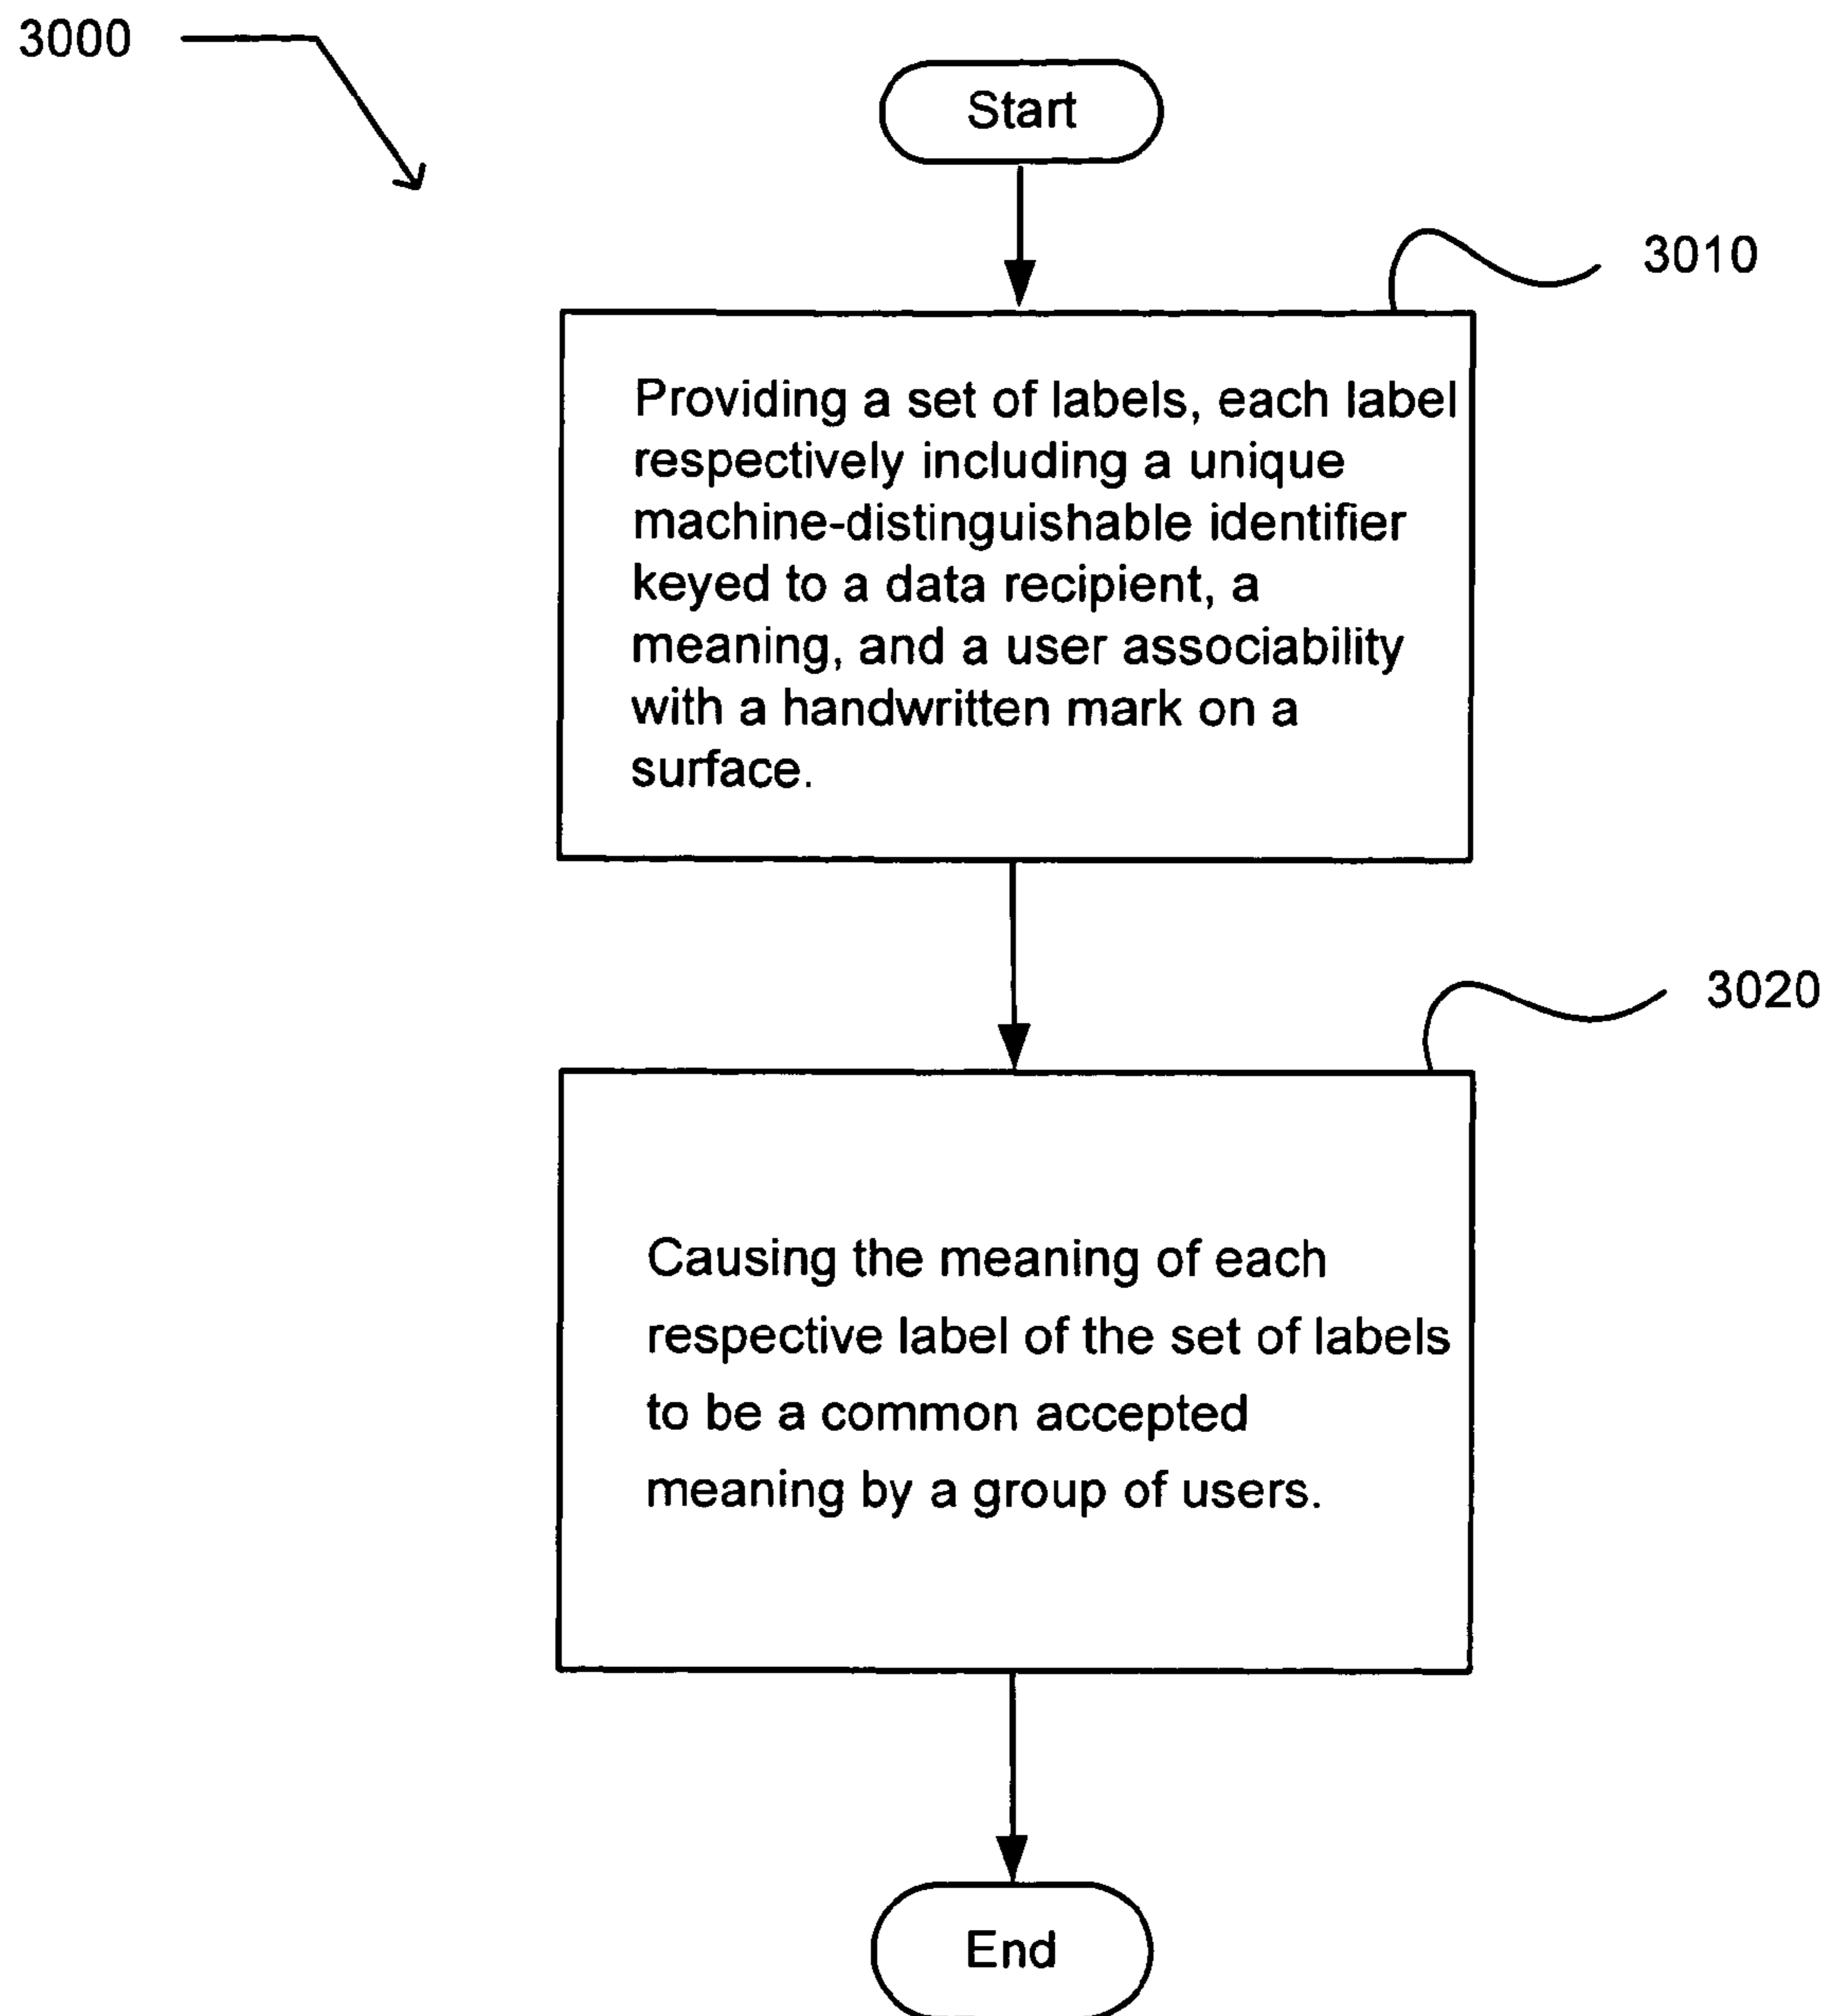 3000
Start
3010
Providing a set of labels, each label
respectively including a unique
machine-distinguishable identifier
keyed to a data recipient, a
meaning, and a user associability
with a handwritten mark on a
surface.
3020
Causing the meaning of each
respective label of the set of labels
to be a common accepted
meaning by a group of users.
End